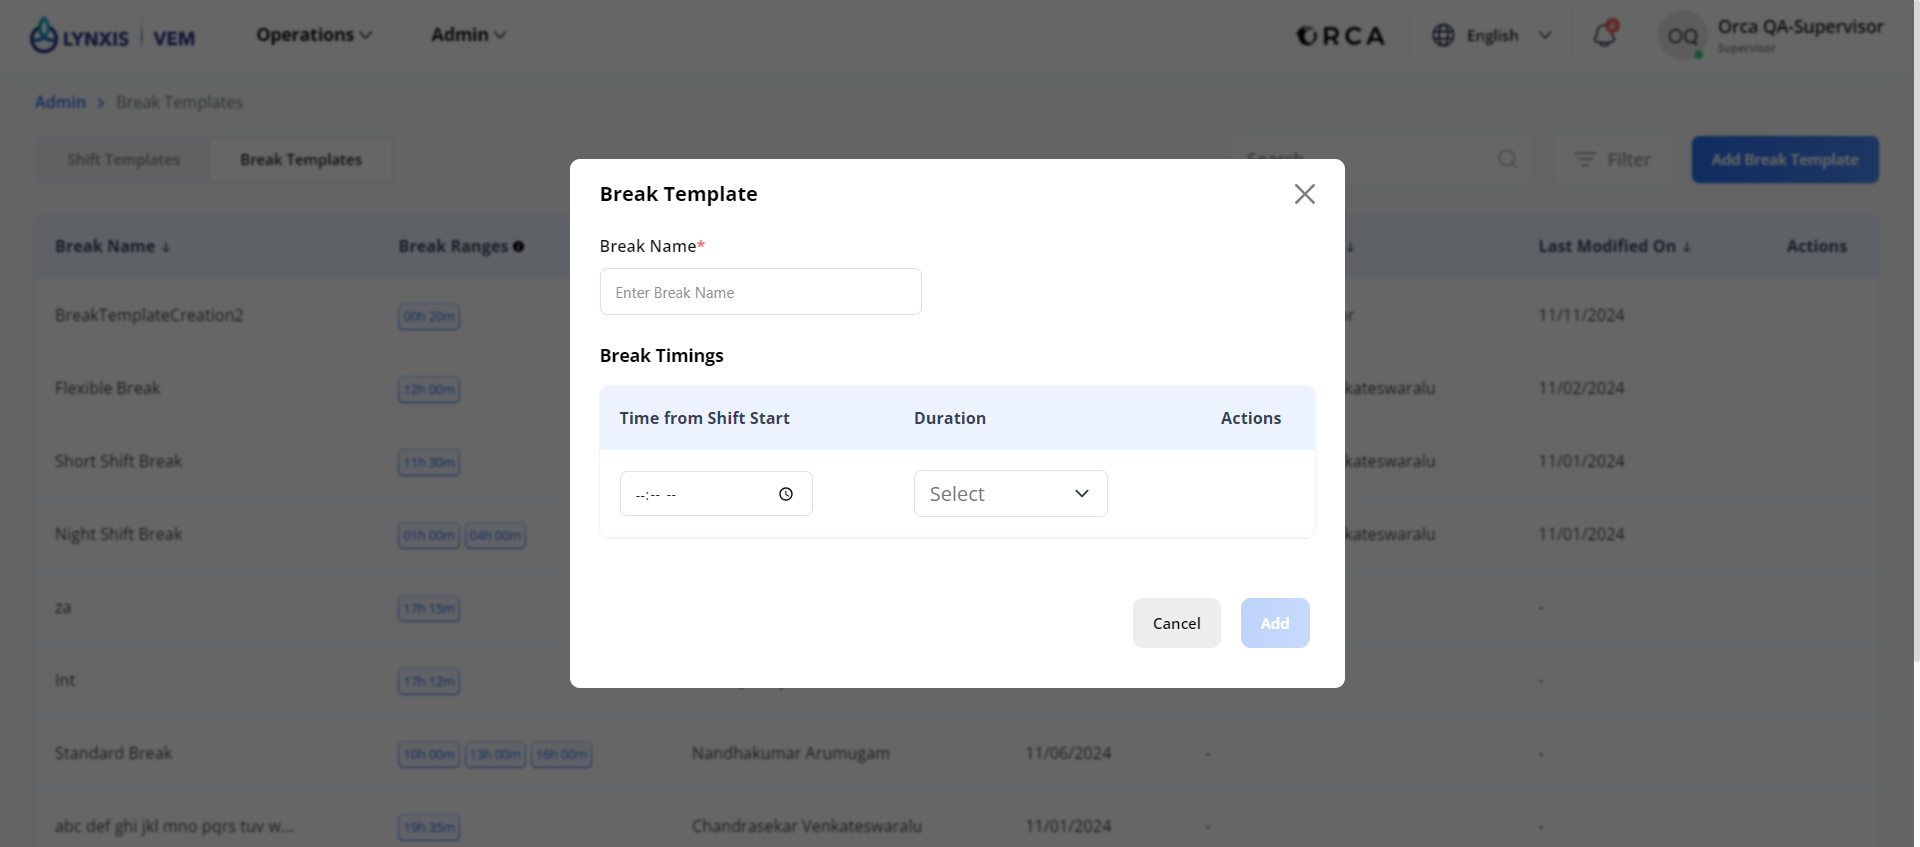 LYNXIS VEM Operations Admin ORCA English 4 OQ Orca QA-Supervisor
Supervisor
Admin > Break Templates
Shift Templates Break Templates Search Filter Add Break Template
Break Name ↓ Break Ranges ↓ Last Modified On ↓ Actions
BreakTemplateCreation2 00h 20m or 11/11/2024
Flexible Break 12h 00m kateswaralu 11/02/2024
Short Shift Break 11h 30m kateswaralu 11/01/2024
Night Shift Break 01h 00m 04h 00m kateswaralu 11/01/2024
za 17h 15m -
Int 17h 12m -
Standard Break 10h 00m 13h 00m 16h 00m Nandhakumar Arumugam 11/06/2024 - -
abc def ghi jkl mno pqrs tuv w... 19h 35m Chandrasekar Venkateswaralu 11/01/2024 - -
Break Template
Break Name*
Enter Break Name
Break Timings
Time from Shift Start Duration Actions
--:-- -- Select
Cancel Add